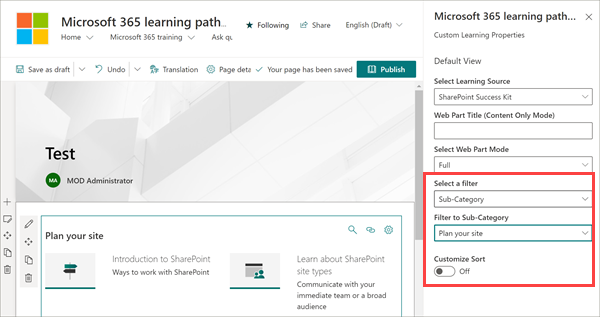 Microsoft 365 learning path...
Following
Share
English (Draft)
Home
Microsoft 365 training
Ask qu
Save as draft
Undo
Translation
Page deta
Your page has been saved
Publish
Test
MA
MOD Administrator
Plan your site
Introduction to SharePoint
Ways to work with SharePoint
Learn about SharePoint
site types
Communicate with your
immediate team or a broad
audience
Microsoft 365 learning path...
Custom Learning Properties
Default View
Select Learning Source
SharePoint Success Kit
Web Part Title (Content Only Mode)
Select Web Part Mode
Full
Select a filter
Sub-Category
Filter to Sub-Category
Plan your site
Customize Sort
Off